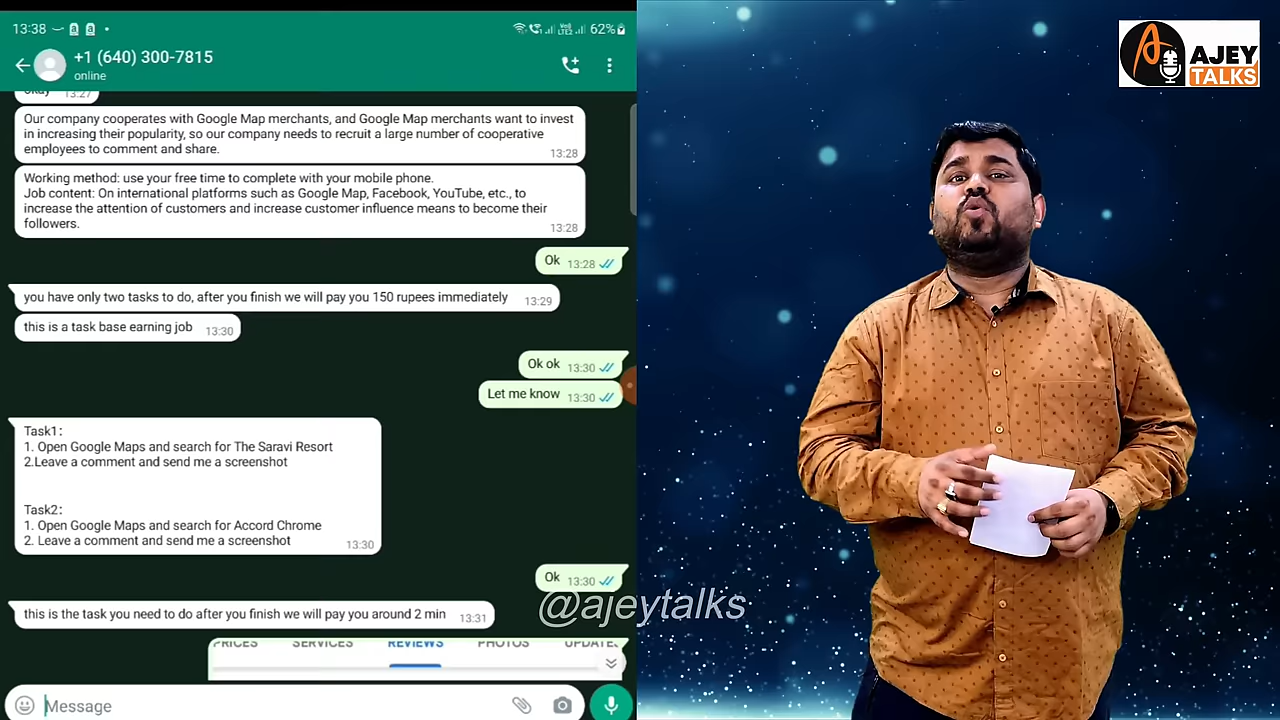 13:38
62%
+1 (640) 300-7815
online
okay 13:27
Our company cooperates with Google Map merchants, and Google Map merchants want to invest
in increasing their popularity, so our company needs to recruit a large number of cooperative
employees to comment and share.
13:28
Working method: use your free time to complete with your mobile phone.
Job content: On international platforms such as Google Map, Facebook, YouTube, etc., to
increase the attention of customers and increase customer influence means to become their
followers.
13:28
Ok 13:28
you have only two tasks to do, after you finish we will pay you 150 rupees immediately 13:29
this is a task base earning job 13:30
Ok ok 13:30
Let me know 13:30
Task1:
1. Open Google Maps and search for The Saravi Resort
2.Leave a comment and send me a screenshot
Task2:
1. Open Google Maps and search for Accord Chrome
2. Leave a comment and send me a screenshot
13:30
Ok 13:30
this is the task you need to do after you finish we will pay you around 2 min 13:31
PRICES SERVICES REVIEWS PHOTOS UPDATES
Message
AJEY
TALKS
@ajeytalks